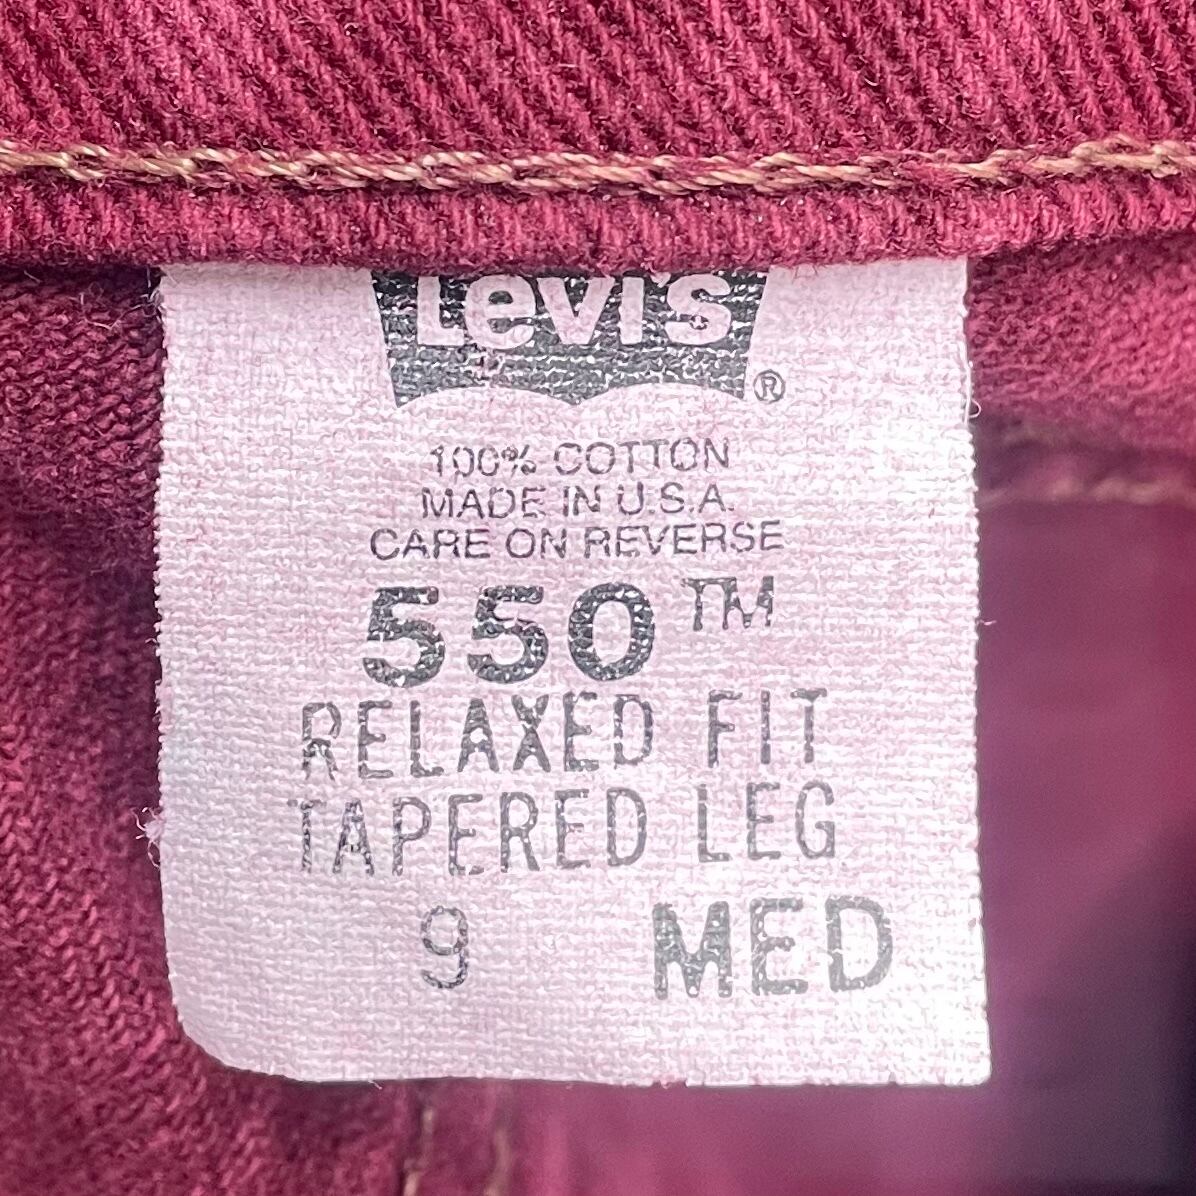 Levi's ®
100% COTTON
MADE IN U.S.A.
CARE ON REVERSE
550™
RELAXED FIT
TAPERED LEG
9 MED